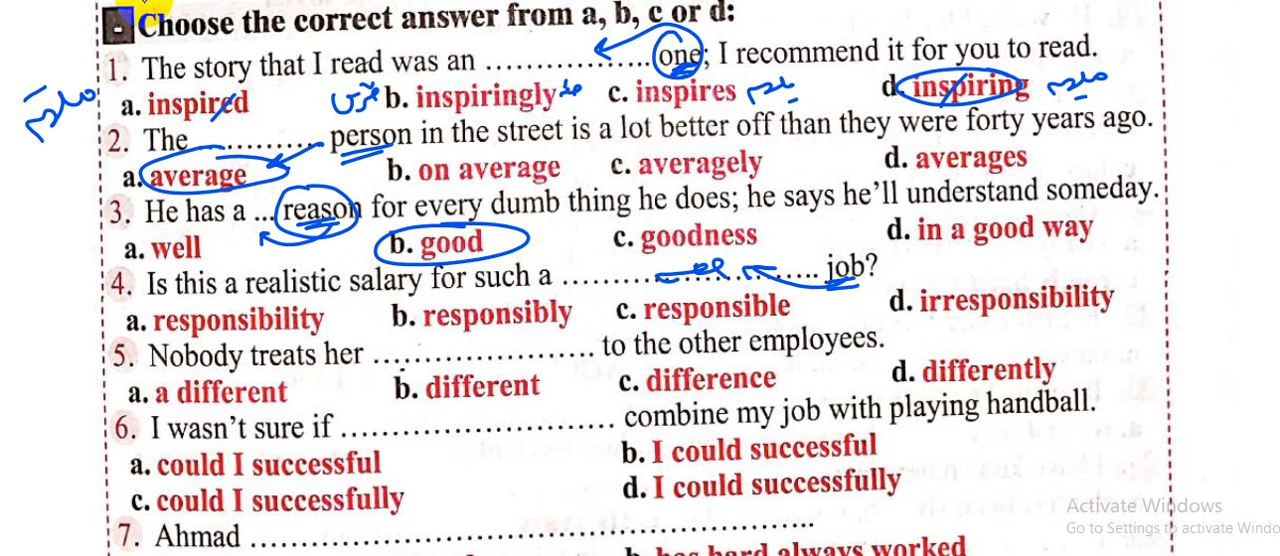 - Choose the correct answer from a, b, c or d:
1. The story that I read was an .................... one; I recommend it for you to read.
a. inspired b. inspiringly c. inspires d. inspiring
2. The .................... person in the street is a lot better off than they were forty years ago.
a. average b. on average c. averagely d. averages
3. He has a ... reason for every dumb thing he does; he says he'll understand someday.
a. well b. good c. goodness d. in a good way
4. Is this a realistic salary for such a .............................. job?
a. responsibility b. responsibly c. responsible d. irresponsibility
5. Nobody treats her ........................... to the other employees.
a. a different b. different c. difference d. differently
6. I wasn't sure if ................................. combine my job with playing handball.
a. could I successful b. I could successful
c. could I successfully d. I could successfully
7. Ahmad ....................................................................
b. has hard always worked
Activate Windows
Go to Settings to activate Windo